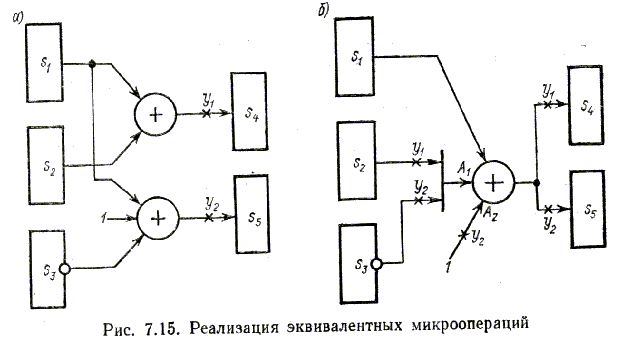 а)
б)
S1
S1
y1
S4
y1
S4
S2
S2
y1
A1
y2
1
y2
S5
A2
y2
S5
y2
S3
S3
1
Рис. 7.15. Реализация эквивалентных микроопераций